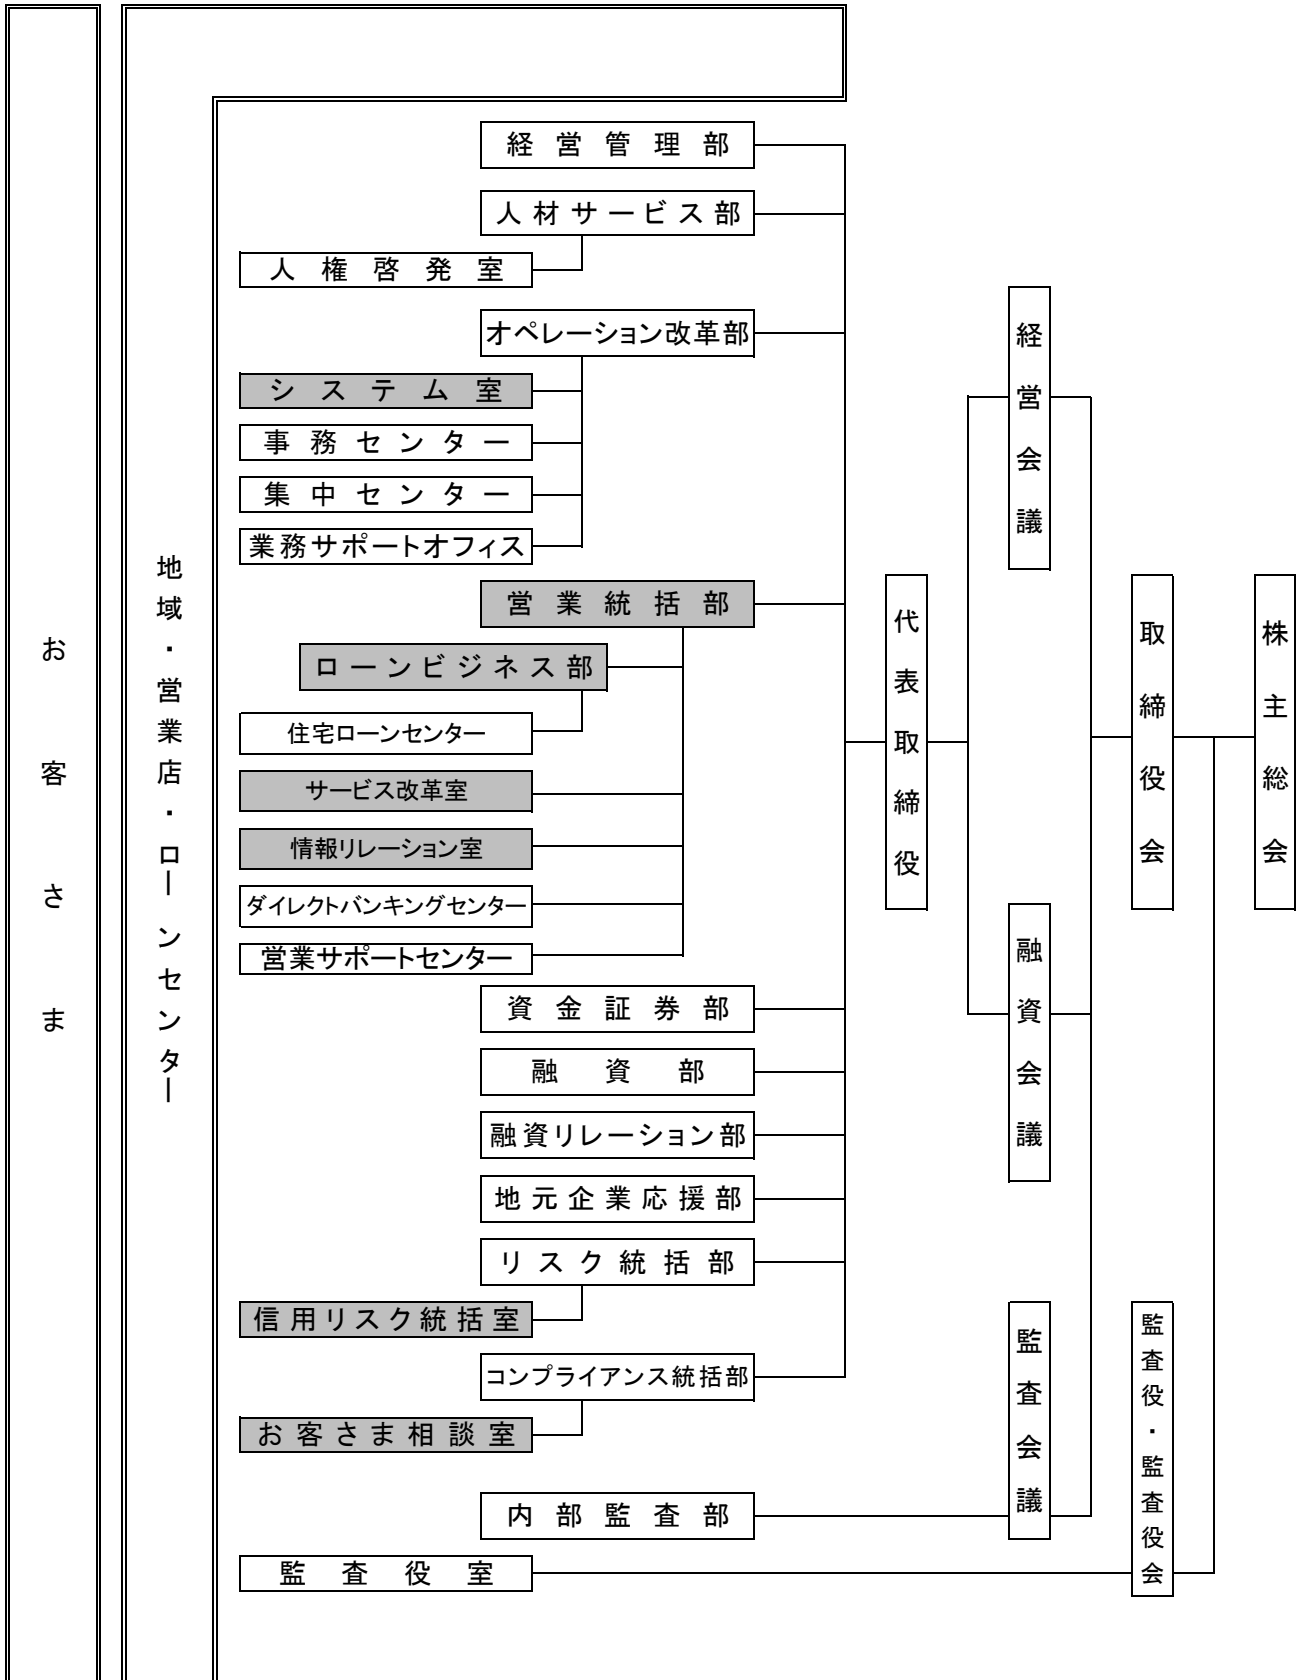 お客さま
地域・営業店・ローンセンター
経営管理部
人材サービス部
人権啓発室
オペレーション改革部
システム室
事務センター
集中センター
業務サポートオフィス
営業統括部
ローンビジネス部
住宅ローンセンター
サービス改革室
情報リレーション室
ダイレクトバンキングセンター
営業サポートセンター
資金証券部
融資部
融資リレーション部
地元企業応援部
リスク統括部
信用リスク統括室
コンプライアンス統括部
お客さま相談室
内部監査部
監査役室
代表取締役
経営会議
融資会議
監査会議
取締役会
監査役・監査役会
株主総会